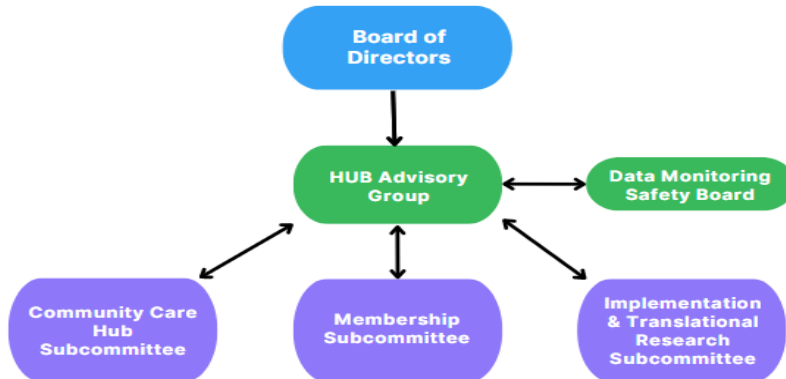 Board of
Directors
HUB Advisory
Group
Data Monitoring
Safety Board
Community Care
Hub
Subcommittee
Membership
Subcommittee
Implementation
& Translational
Research
Subcommittee